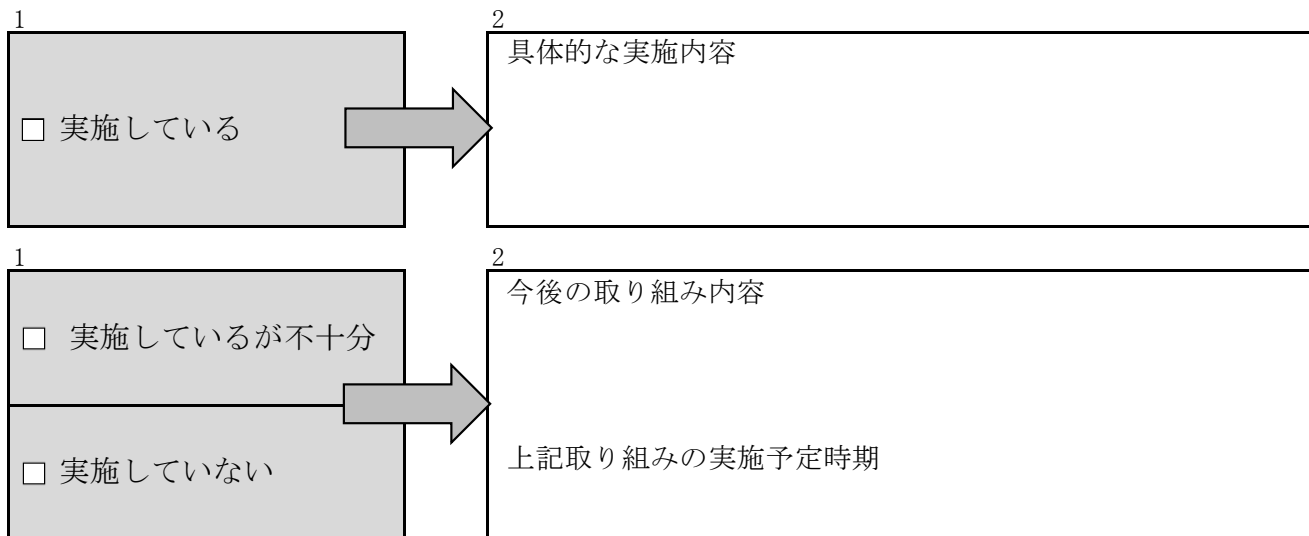 1
2
具体的な実施内容
□ 実施している
1
2
今後の取り組み内容
□ 実施しているが不十分
上記取り組みの実施予定時期
□ 実施していない